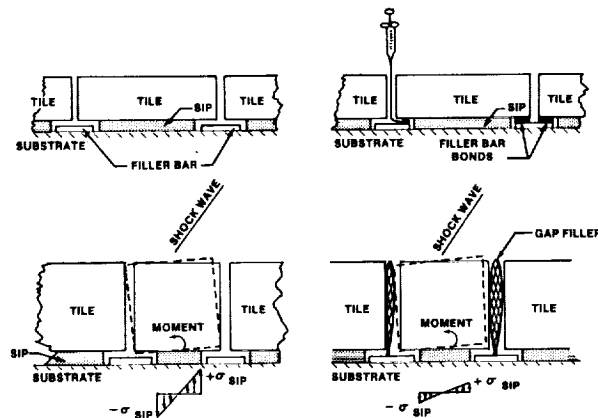 TILE
TILE
SIP
TILE
SUBSTRATE
FILLER BAR
TILE
TILE
SIP
TILE
SUBSTRATE
FILLER BAR
BONDS
SHOCK WAVE
TILE
MOMENT
TILE
SIP
SUBSTRATE
+σ SIP
-σ SIP
SHOCK WAVE
GAP FILLER
TILE
MOMENT
TILE
SUBSTRATE
+ σ SIP
-σ SIP